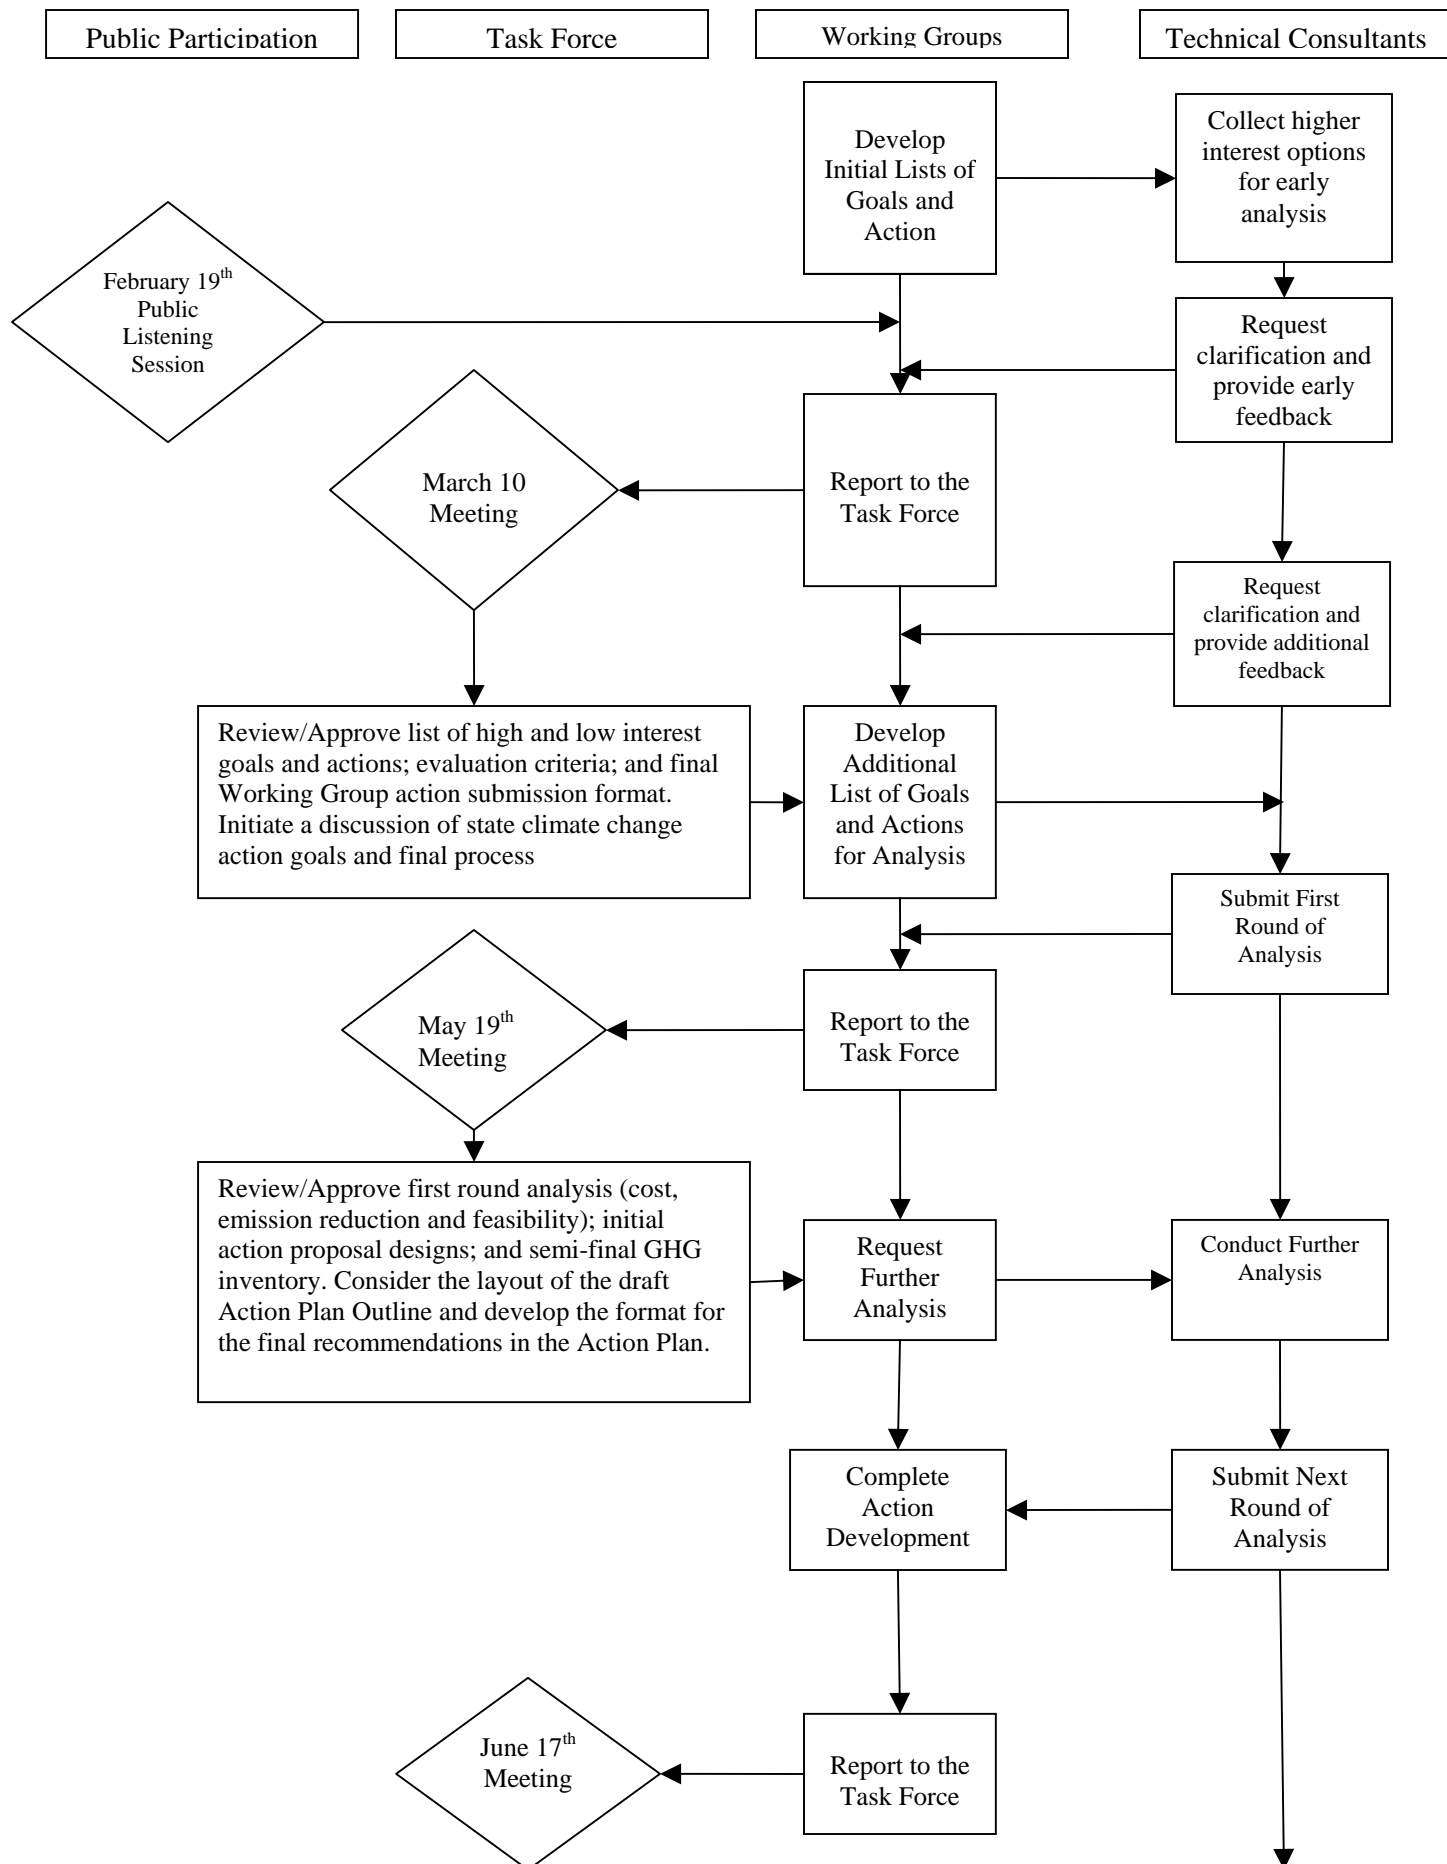 Public Participation
Task Force
Working Groups
Technical Consultants
Develop
Initial Lists of
Goals and
Action
Collect higher
interest options
for early
analysis
February 19th
Public
Listening
Session
Request
clarification and
provide early
feedback
March 10
Meeting
Report to the
Task Force
Request
clarification and
provide additional
feedback
Review/Approve list of high and low interest
goals and actions; evaluation criteria; and final
Working Group action submission format.
Initiate a discussion of state climate change
action goals and final process
Develop
Additional
List of Goals
and Actions
for Analysis
Submit First
Round of
Analysis
May 19th
Meeting
Report to the
Task Force
Review/Approve first round analysis (cost,
emission reduction and feasibility); initial
action proposal designs; and semi-final GHG
inventory. Consider the layout of the draft
Action Plan Outline and develop the format for
the final recommendations in the Action Plan.
Request
Further
Analysis
Conduct Further
Analysis
Complete
Action
Development
Submit Next
Round of
Analysis
June 17th
Meeting
Report to the
Task Force